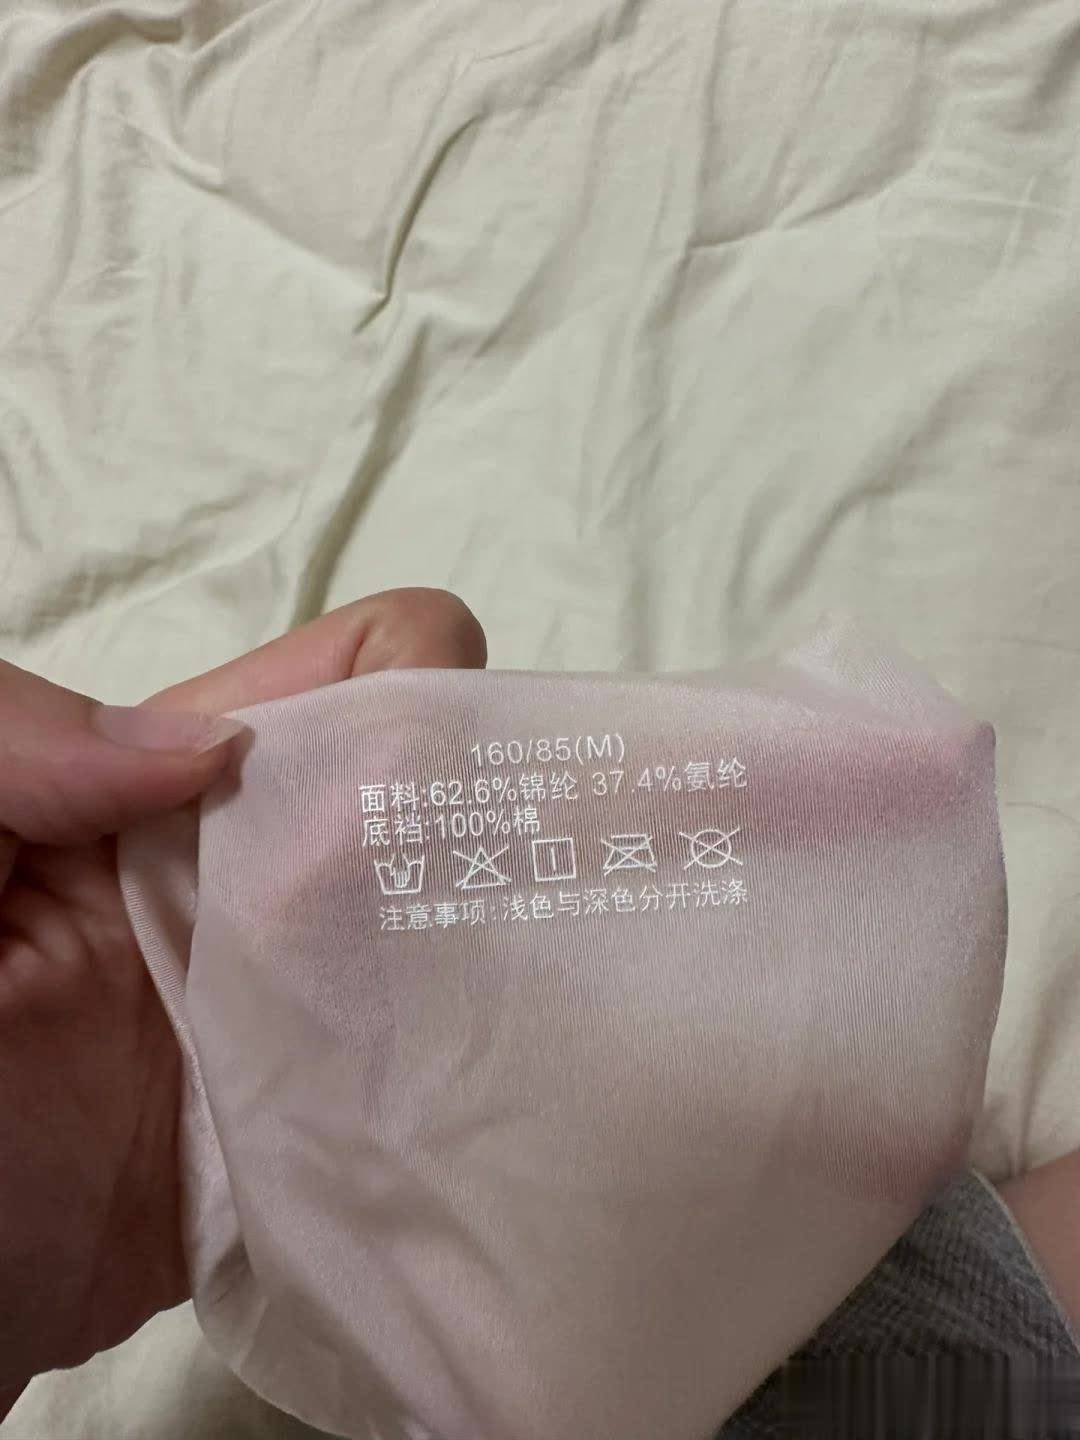 160/85(M)
面料:62.6%锦纶 37.4%氨纶
底裆:100%棉
注意事项:浅色与深色分开洗涤